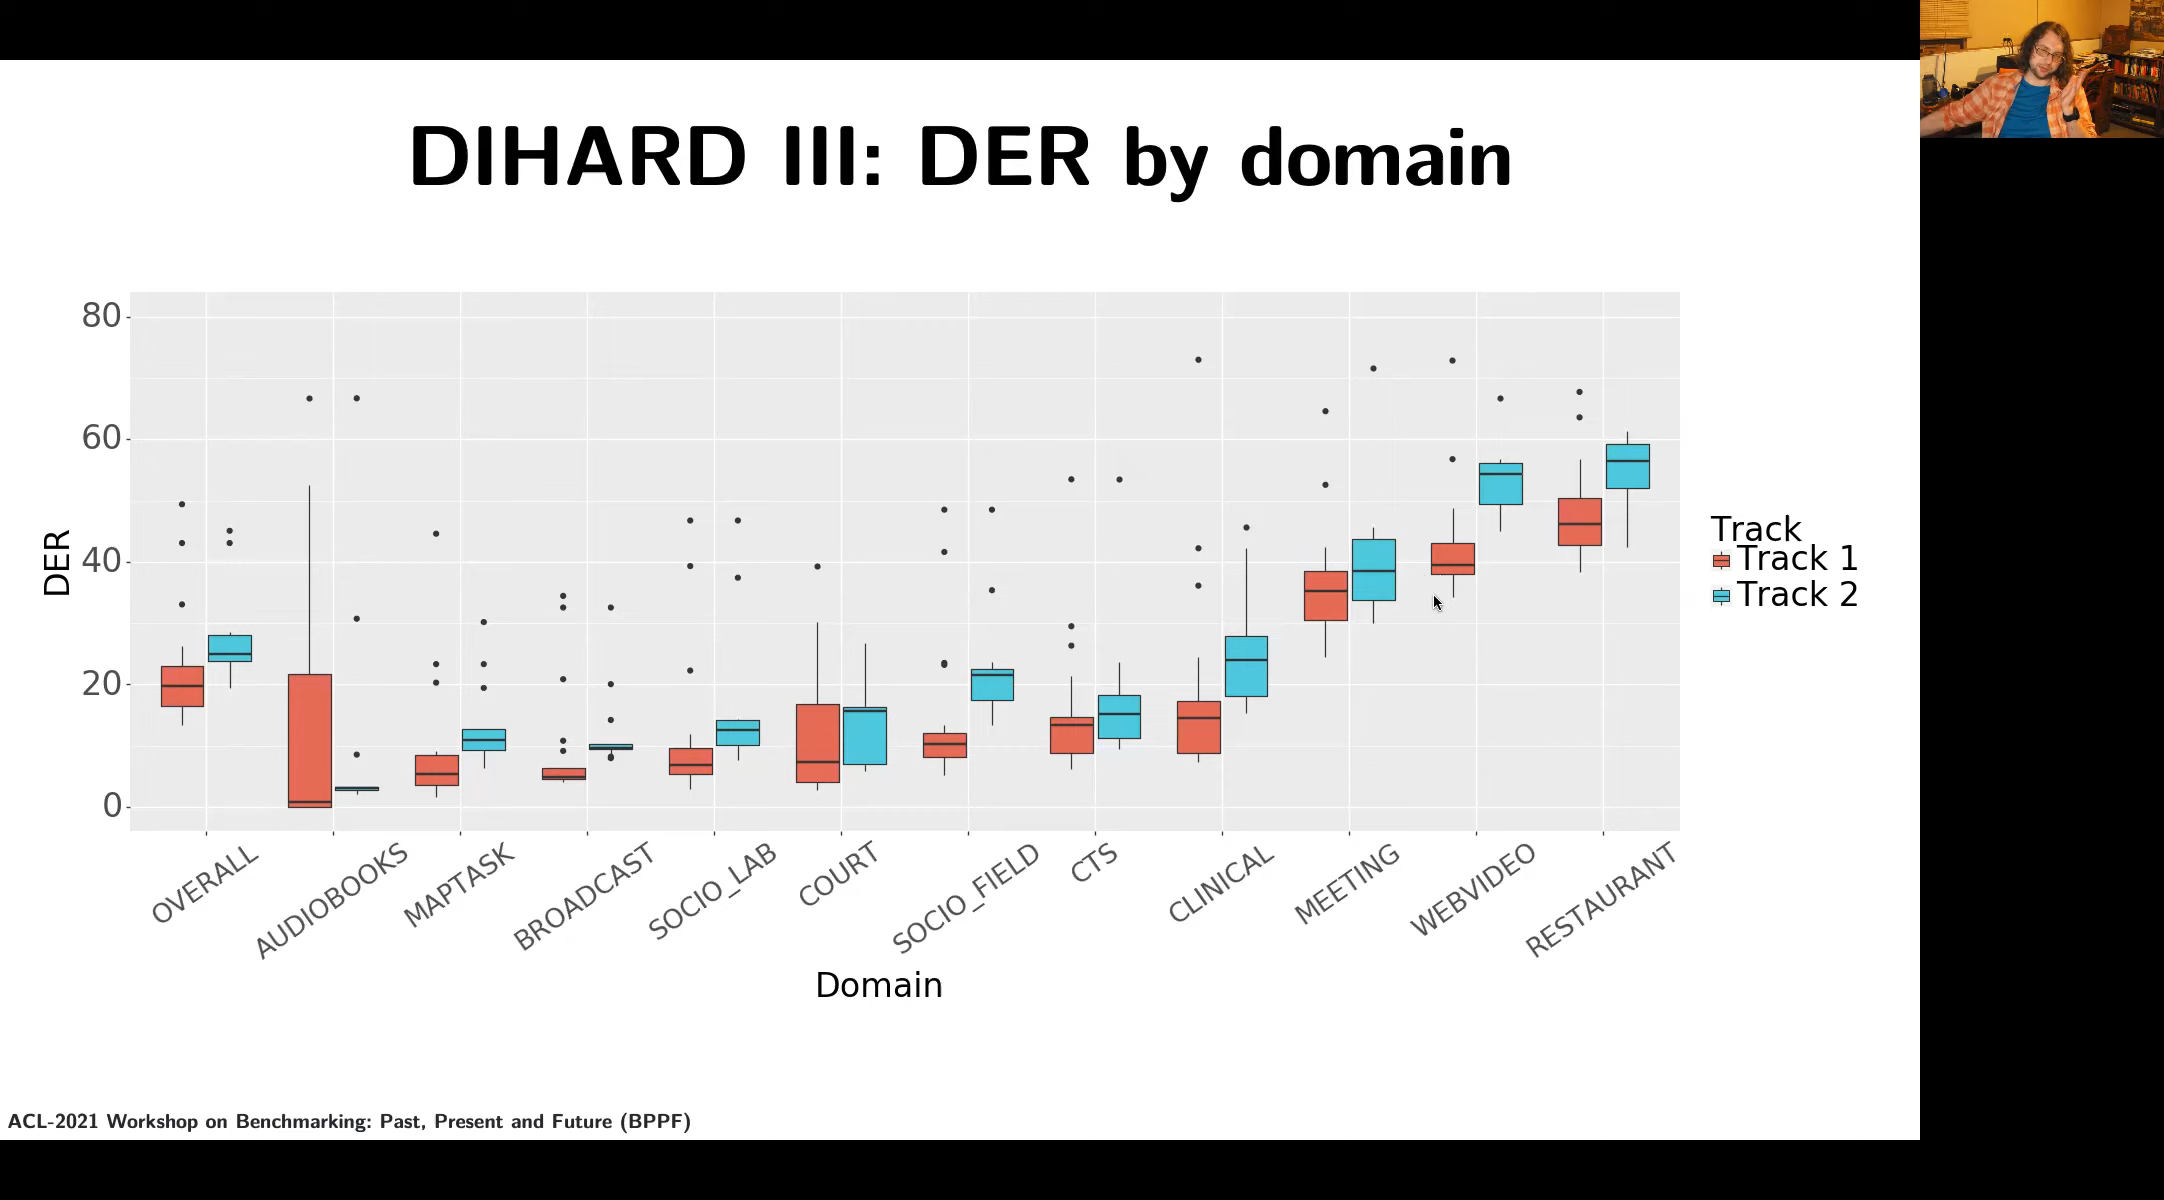 DIHARD III: DER by domain
80
60
40
20
0
DER
OVERALL
AUDIOBOOKS
MAPTASK
BROADCAST
SOCIO_LAB
COURT
SOCIO_FIELD
CTS
CLINICAL
MEETING
WEBVIDEO
RESTAURANT
Domain
Track
Track 1
Track 2
ACL-2021 Workshop on Benchmarking: Past, Present and Future (BPPF)